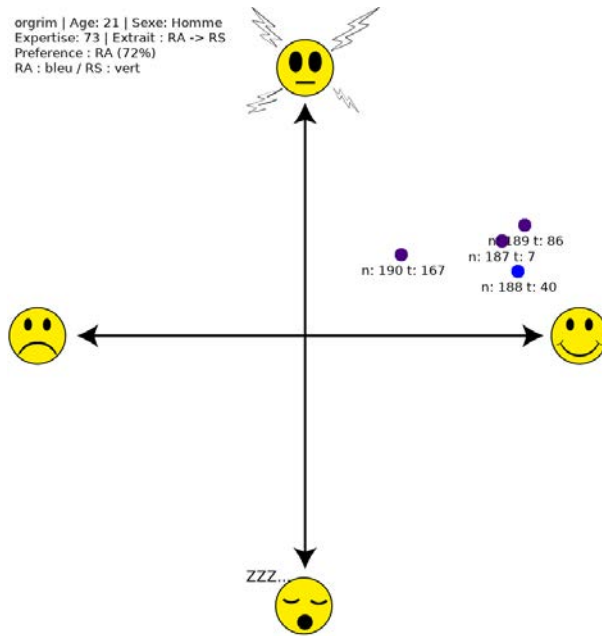 orgrim | Age: 21 | Sexe: Homme
Expertise: 73 | Extrait : RA -> RS
Preference : RA (72%)
RA : bleu / RS : vert
n: 189 t: 86
n: 187 t: 7
n: 190 t: 167
n: 188 t: 40
ZZZ...